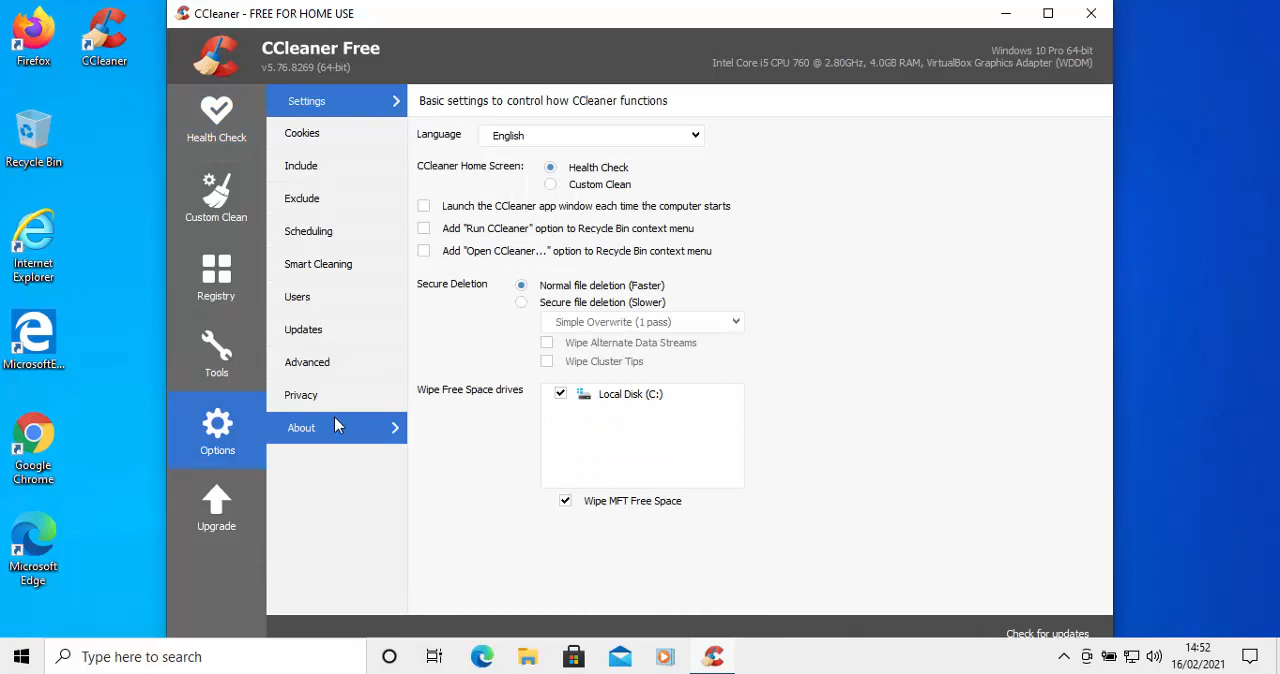 Firefox
CCleaner
Recycle Bin
Internet
Explorer
MicrosoftE...
Google
Chrome
Microsoft
Edge
CCleaner - FREE FOR HOME USE
CCleaner Free
v5.76.8269 (64-bit)
Windows 10 Pro 64-bit
Intel Core i5 CPU 760 @ 2.80GHz, 4.0GB RAM, VirtualBox Graphics Adapter (WDDM)
Health Check
Custom Clean
Registry
Tools
Options
Upgrade
Settings
Cookies
Include
Exclude
Scheduling
Smart Cleaning
Users
Updates
Advanced
Privacy
About
Basic settings to control how CCleaner functions
Language English
CCleaner Home Screen: Health Check
Custom Clean
Launch the CCleaner app window each time the computer starts
Add "Run CCleaner" option to Recycle Bin context menu
Add "Open CCleaner..." option to Recycle Bin context menu
Secure Deletion Normal file deletion (Faster)
Secure file deletion (Slower)
Simple Overwrite (1 pass)
Wipe Alternate Data Streams
Wipe Cluster Tips
Wipe Free Space drives Local Disk (C:)
Wipe MFT Free Space
Check for updates
Type here to search
14:52
16/02/2021